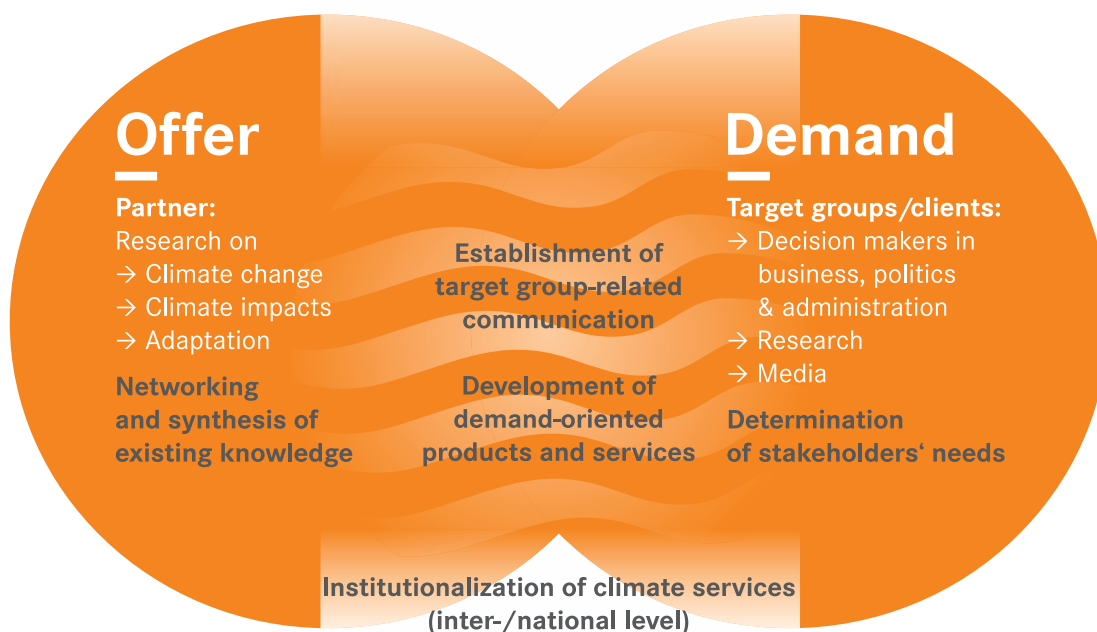 Offer
Partner:
Research on
→ Climate change
→ Climate impacts
→ Adaptation
Networking
and synthesis of
existing knowledge
Establishment of
target group-related
communication
Development of
demand-oriented
products and services
Demand
Target groups/clients:
→ Decision makers in
business, politics
& administration
→ Research
→ Media
Determination
of stakeholders‘ needs
Institutionalization of climate services
(inter-/national level)